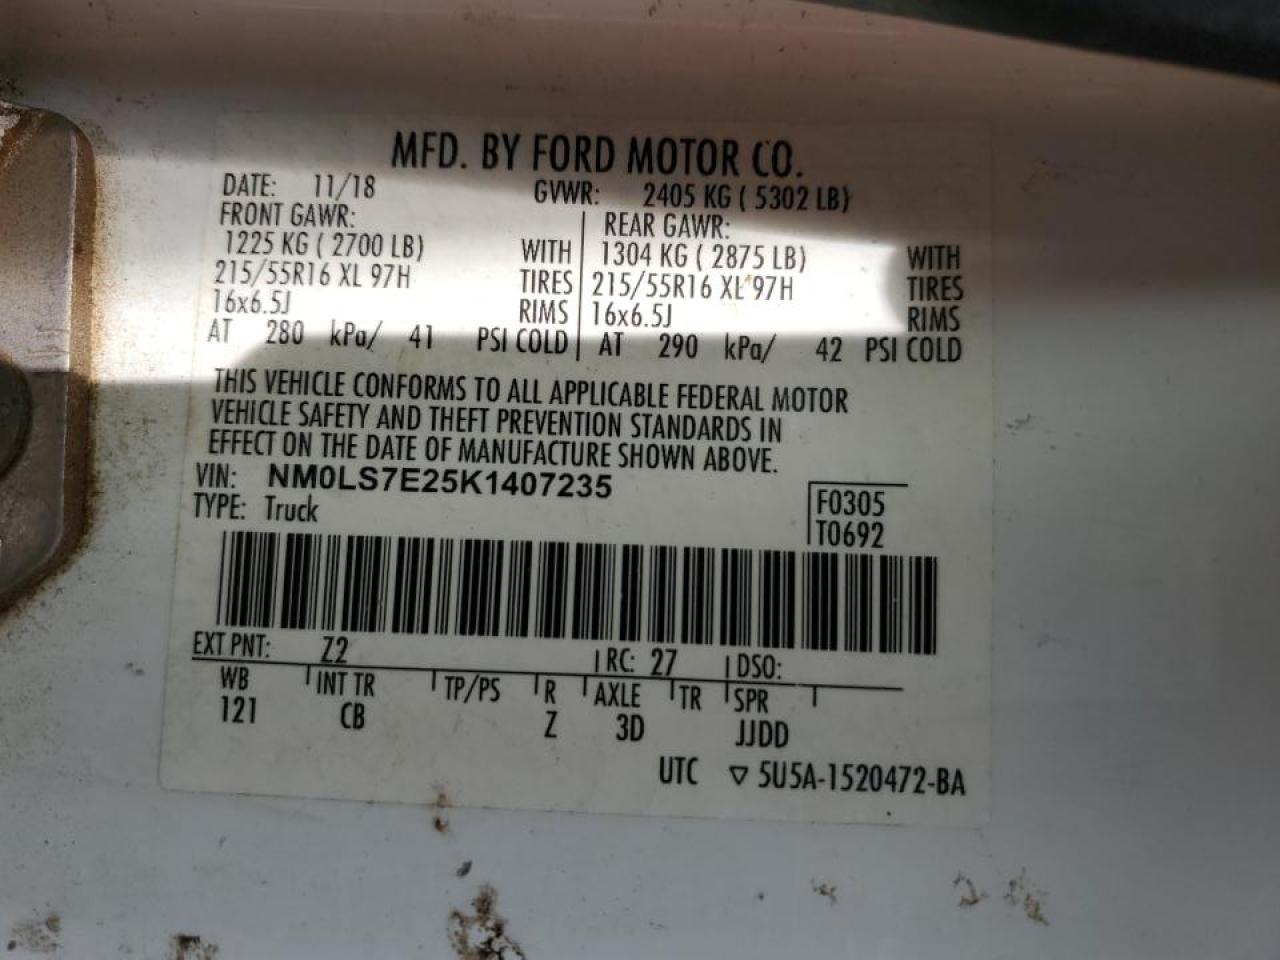 MFD. BY FORD MOTOR CO.
DATE: 11/18 GVWR: 2405 KG ( 5302 LB)
FRONT GAWR: REAR GAWR:
1225 KG ( 2700 LB) WITH 1304 KG ( 2875 LB) WITH
215/55R16 XL 97H TIRES 215/55R16 XL 97H TIRES
16x6.5J RIMS 16x6.5J RIMS
AT 280 kPa/ 41 PSI COLD AT 290 kPa/ 42 PSI COLD
THIS VEHICLE CONFORMS TO ALL APPLICABLE FEDERAL MOTOR
VEHICLE SAFETY AND THEFT PREVENTION STANDARDS IN
EFFECT ON THE DATE OF MANUFACTURE SHOWN ABOVE.
VIN: NM0LS7E25K1407235
TYPE: Truck
F0305
T0692
EXT PNT: Z2 RC: 27 DSO:
WB INT TR TP/PS R AXLE TR SPR
121 CB Z 3D JJDD
UTC ▽ 5U5A-1520472-BA